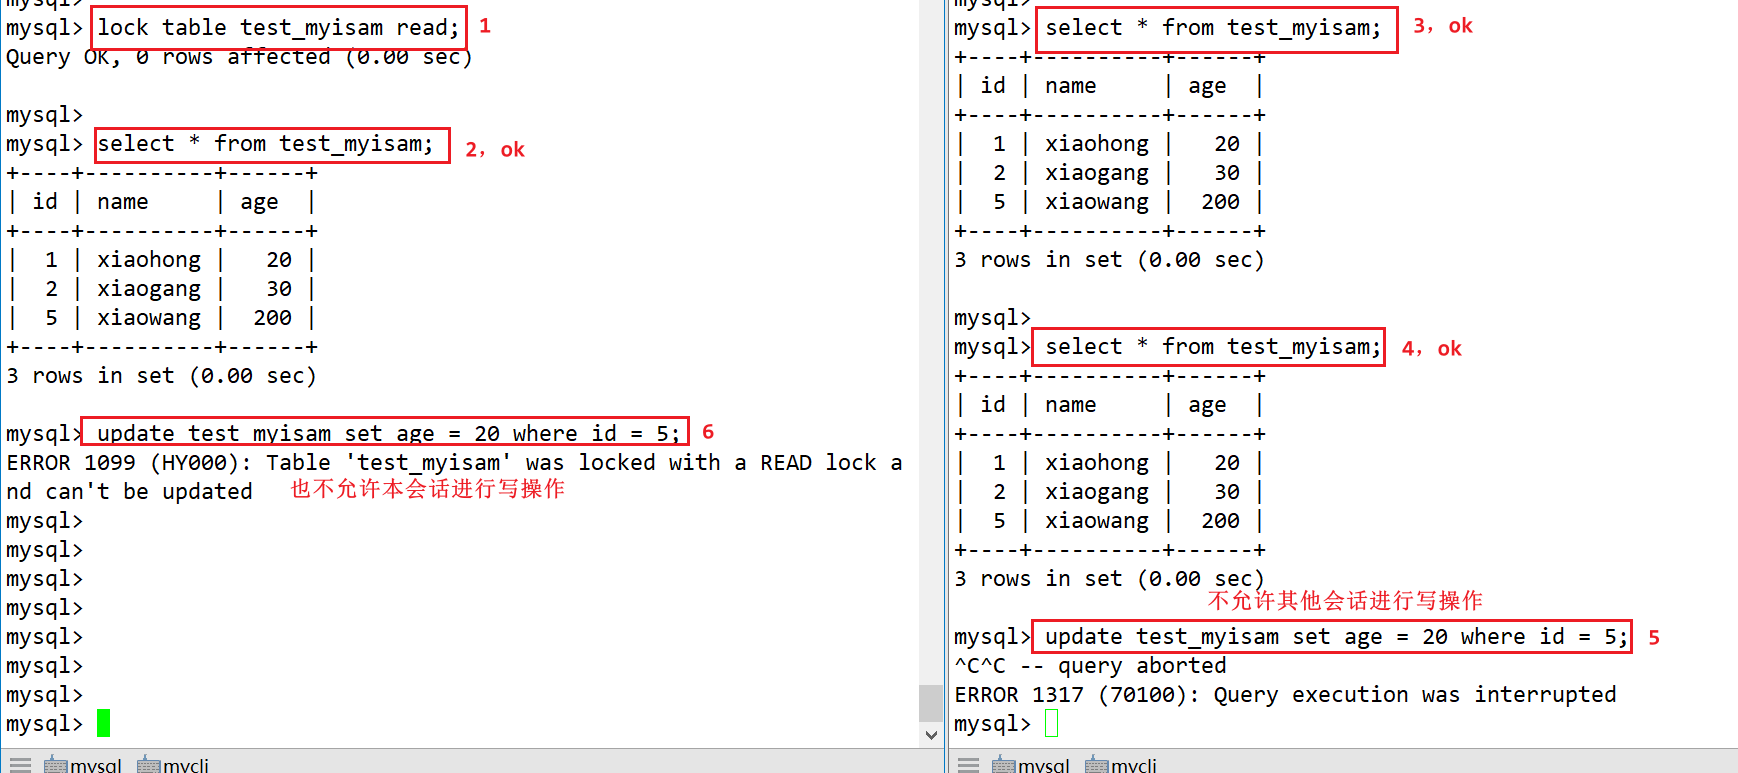 mysql>
mysql> lock table test_myisam read; 1
Query OK, 0 rows affected (0.00 sec)
mysql>
mysql> select * from test_myisam; 2, ok
+----+----------+------+
| id | name     | age  |
+----+----------+------+
|  1 | xiaohong |   20 |
|  2 | xiaogang |   30 |
|  5 | xiaowang |  200 |
+----+----------+------+
3 rows in set (0.00 sec)
mysql> update test_myisam set age = 20 where id = 5; 6
ERROR 1099 (HY000): Table 'test_myisam' was locked with a READ lock a
nd can't be updated 也不允许本会话进行写操作
mysql>
mysql>
mysql>
mysql>
mysql>
mysql>
mysql>
mysql>
mysql mycli
mysql>
mysql> select * from test_myisam; 3，ok
+----+----------+------+
| id | name     | age  |
+----+----------+------+
|  1 | xiaohong |   20 |
|  2 | xiaogang |   30 |
|  5 | xiaowang |  200 |
+----+----------+------+
3 rows in set (0.00 sec)
mysql>
mysql> select * from test_myisam; 4，ok
+----+----------+------+
| id | name     | age  |
+----+----------+------+
|  1 | xiaohong |   20 |
|  2 | xiaogang |   30 |
|  5 | xiaowang |  200 |
+----+----------+------+
3 rows in set (0.00 sec)
不允许其他会话进行写操作
mysql> update test_myisam set age = 20 where id = 5; 5
^C^C -- query aborted
ERROR 1317 (70100): Query execution was interrupted
mysql>
mysql mycli